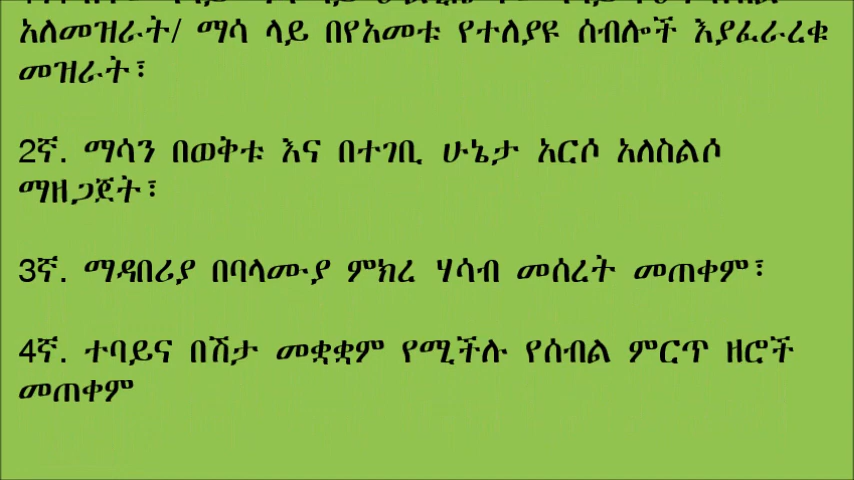 አለመዝራት/ ማሳ ላይ በየአመቱ የተለያዩ ሰብሎች እያፈራረቁ
መዝራት፣
2ኛ. ማሳን በወቅቱ እና በተገቢ ሁኔታ አርሶ አለስልሶ
ማዘጋጀት፣
3ኛ. ማዳበሪያ በባላሙያ ምክረ ሃሳብ መሰረት መጠቀም፣
4ኛ. ተባይና በሽታ መቋቋም የሚችሉ የሰብል ምርጥ ዘሮች
መጠቀም